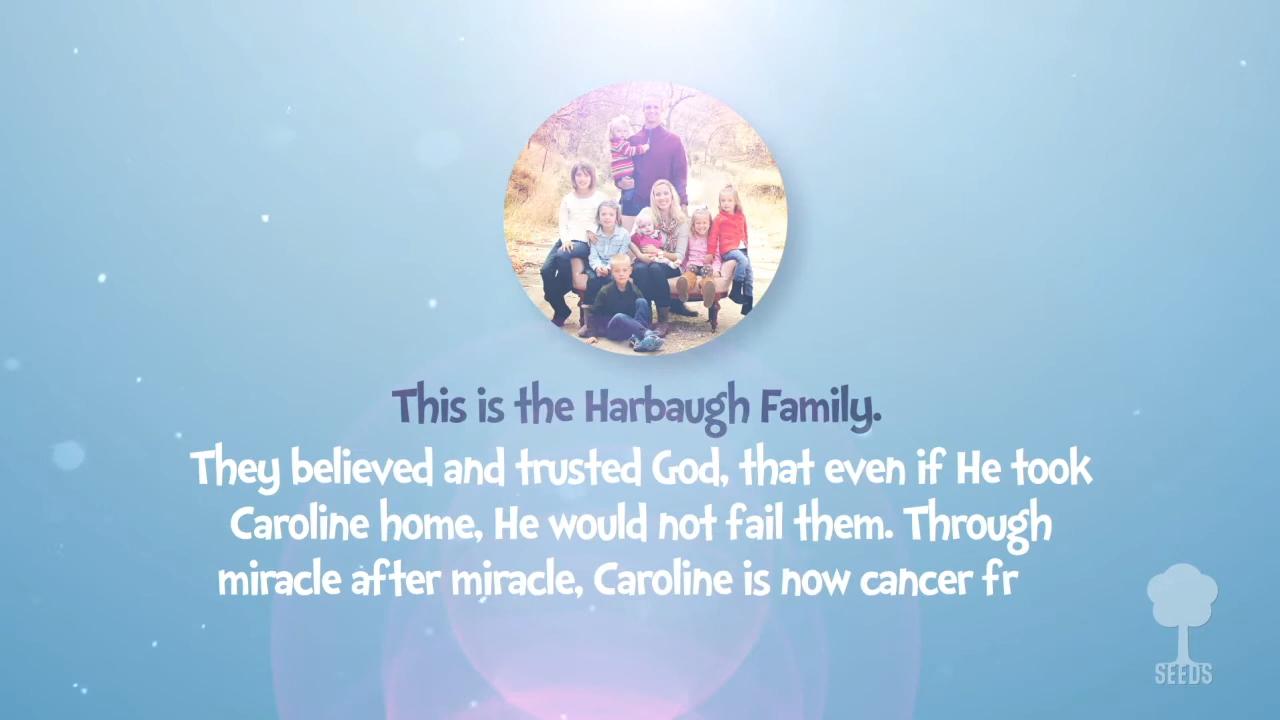 This is the Harbaugh Family.
They believed and trusted God, that even if He took
Caroline home, He would not fail them. Through
miracle after miracle, Caroline is now cancer fr
SEEDS